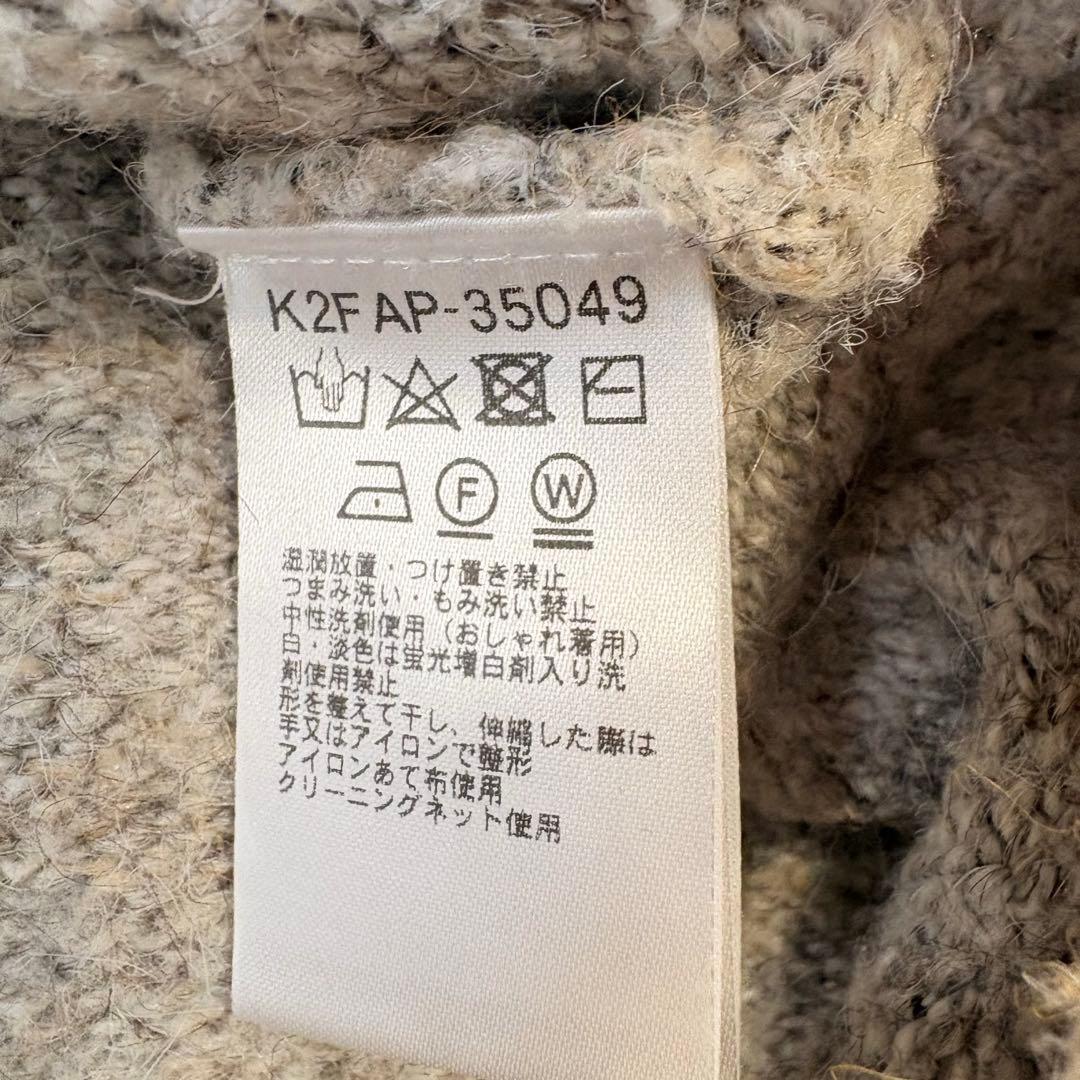 K2F AP-35049
F W
湿潤放置・つけ置き禁止
つまみ洗い・もみ洗い禁止
中性洗剤使用(おしゃれ着用)
白・淡色は蛍光増白剤入り洗
剤使用禁止
形を整えて干し、伸縮した際は
手又はアイロンで整形
アイロンあて布使用
クリーニングネット使用